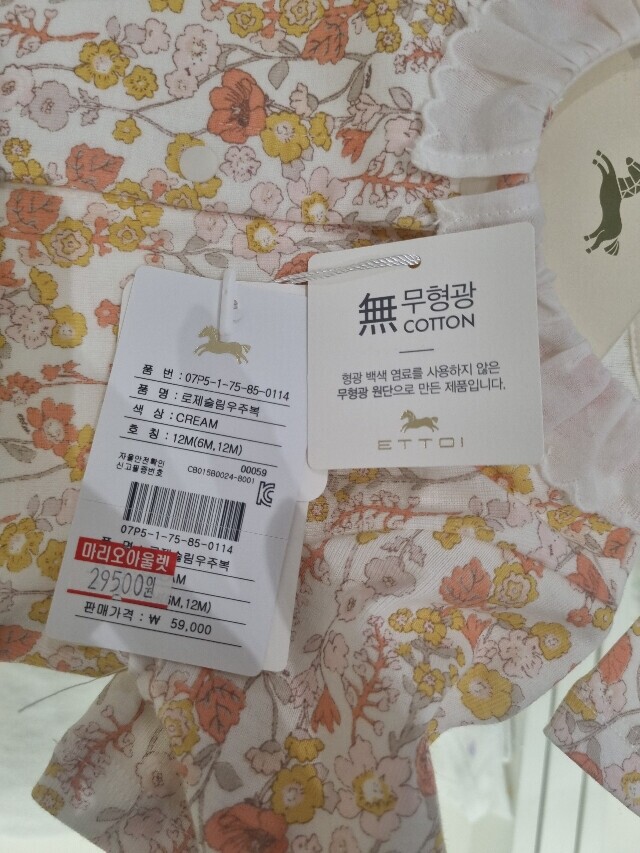 품 번 : 07P5-1-75-85-0114
품 명 : 로제슬림우주복
색 상 : CREAM
호 칭 : 12M(6M,12M)
자율안전확인
신고필증번호
00059
CB015B0024-8001
07P5-1-75-85-0114
마리오아울렛
29500원
6M,12M)
판매가격 : ₩ 59,000
無 무형광
COTTON
형광 백색 염료를 사용하지 않은
무형광 원단으로 만든 제품입니다.
ETTOI